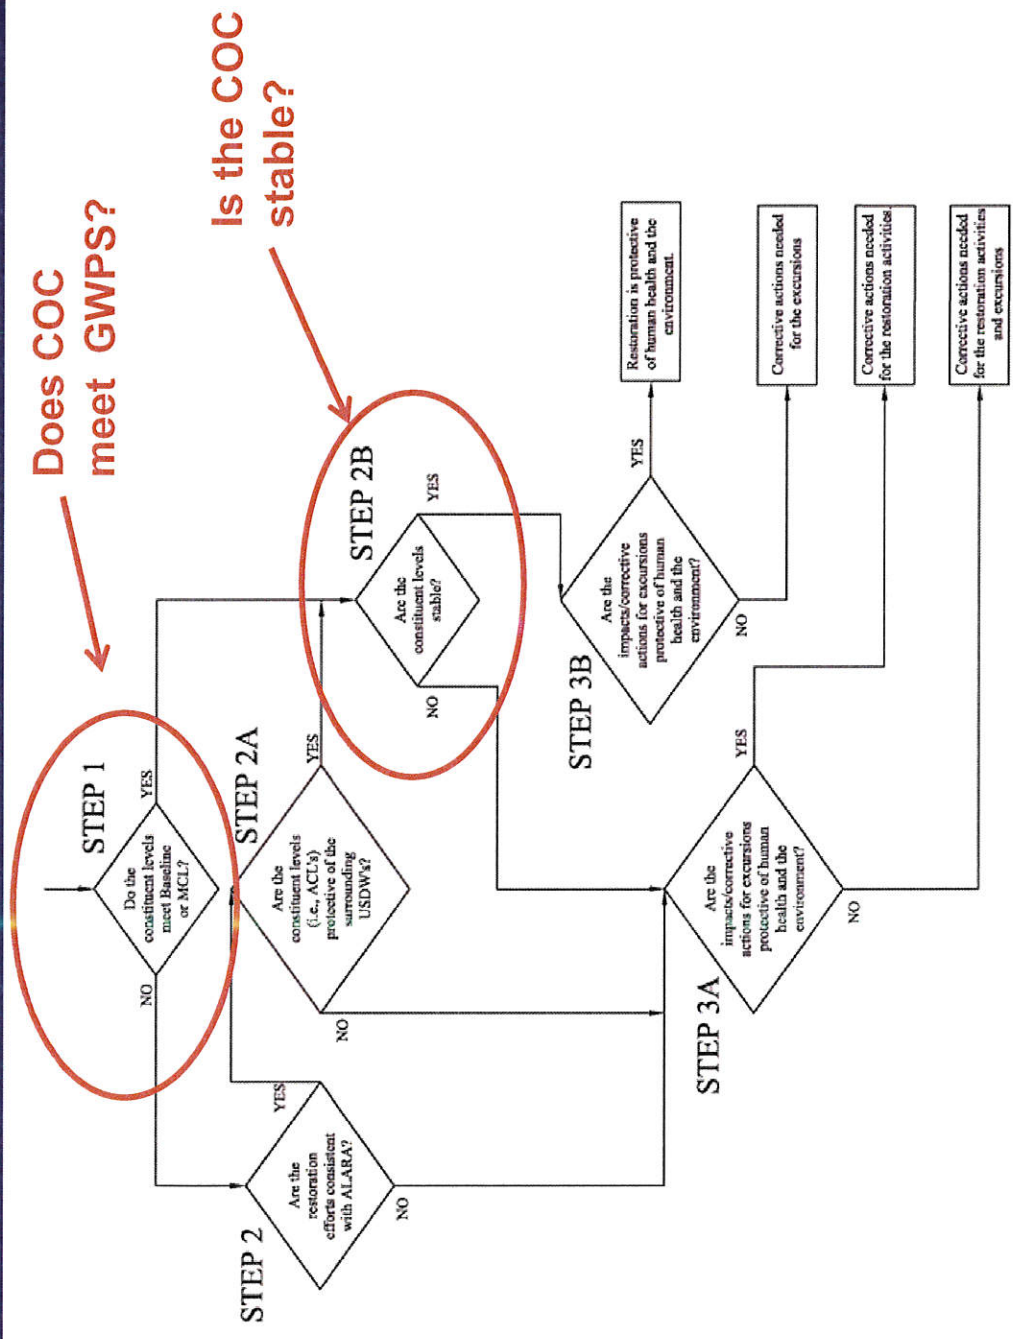 Does COC
meet GWPS?
Is the COC
stable?
STEP 1
Do the
constituent levels
meet Baseline
or MCL?
NO
YES
STEP 2
Are the
restoration
efforts consistent
with ALARA?
YES
NO
STEP 2A
Are the
constituent levels
(i.e., ACL's)
protective of the
surrounding
USDW's?
NO
YES
STEP 2B
Are the
constituent levels
stable?
NO
YES
STEP 3A
Are the
impacts/corrective
actions for excursions
protective of human
health and the
environment?
YES
NO
STEP 3B
Are the
impacts/corrective
actions for excursions
protective of human
health and the
environment?
YES
NO
Restoration is protective
of human health and the
environment.
Corrective actions needed
for the excursions
Corrective actions needed
for the restoration activities.
Corrective actions needed
for the restoration activities
and excursions